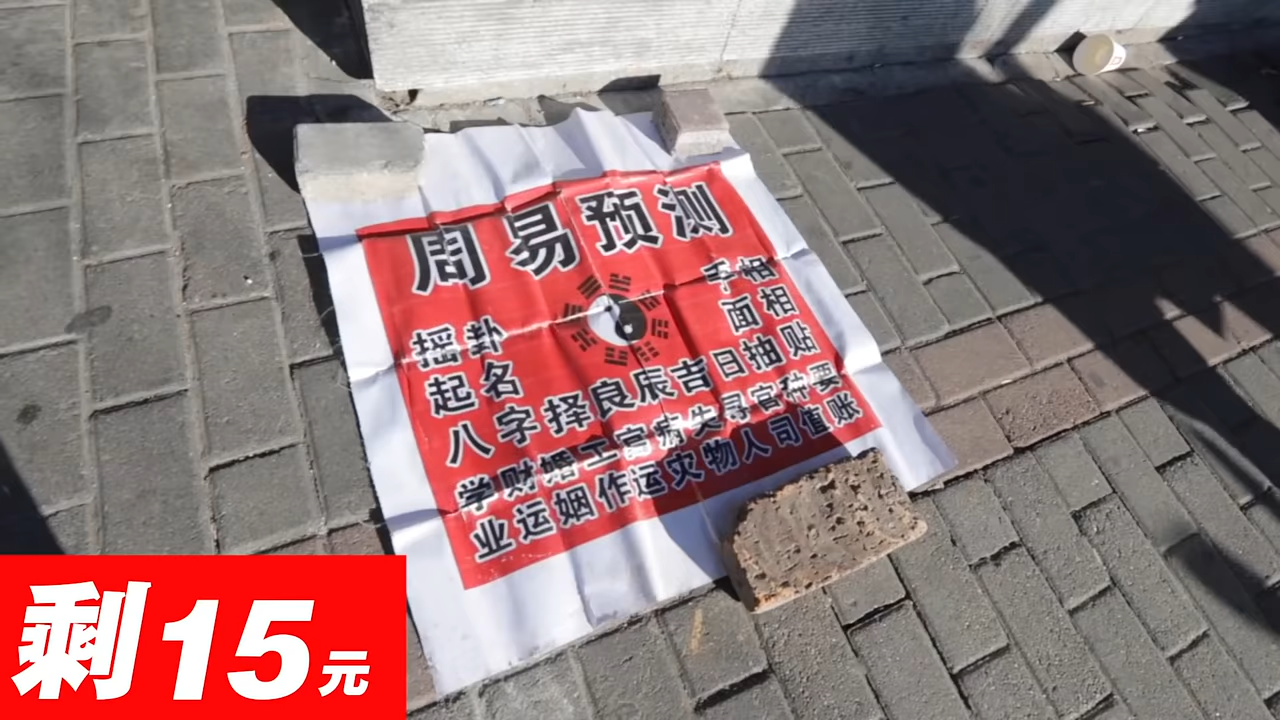 周易预测
手相
摇卦
面相
起名
八字择良辰吉日抽贴
学财婚工官病失寻官种要
业运姻作运灾物人司值账
剩15元